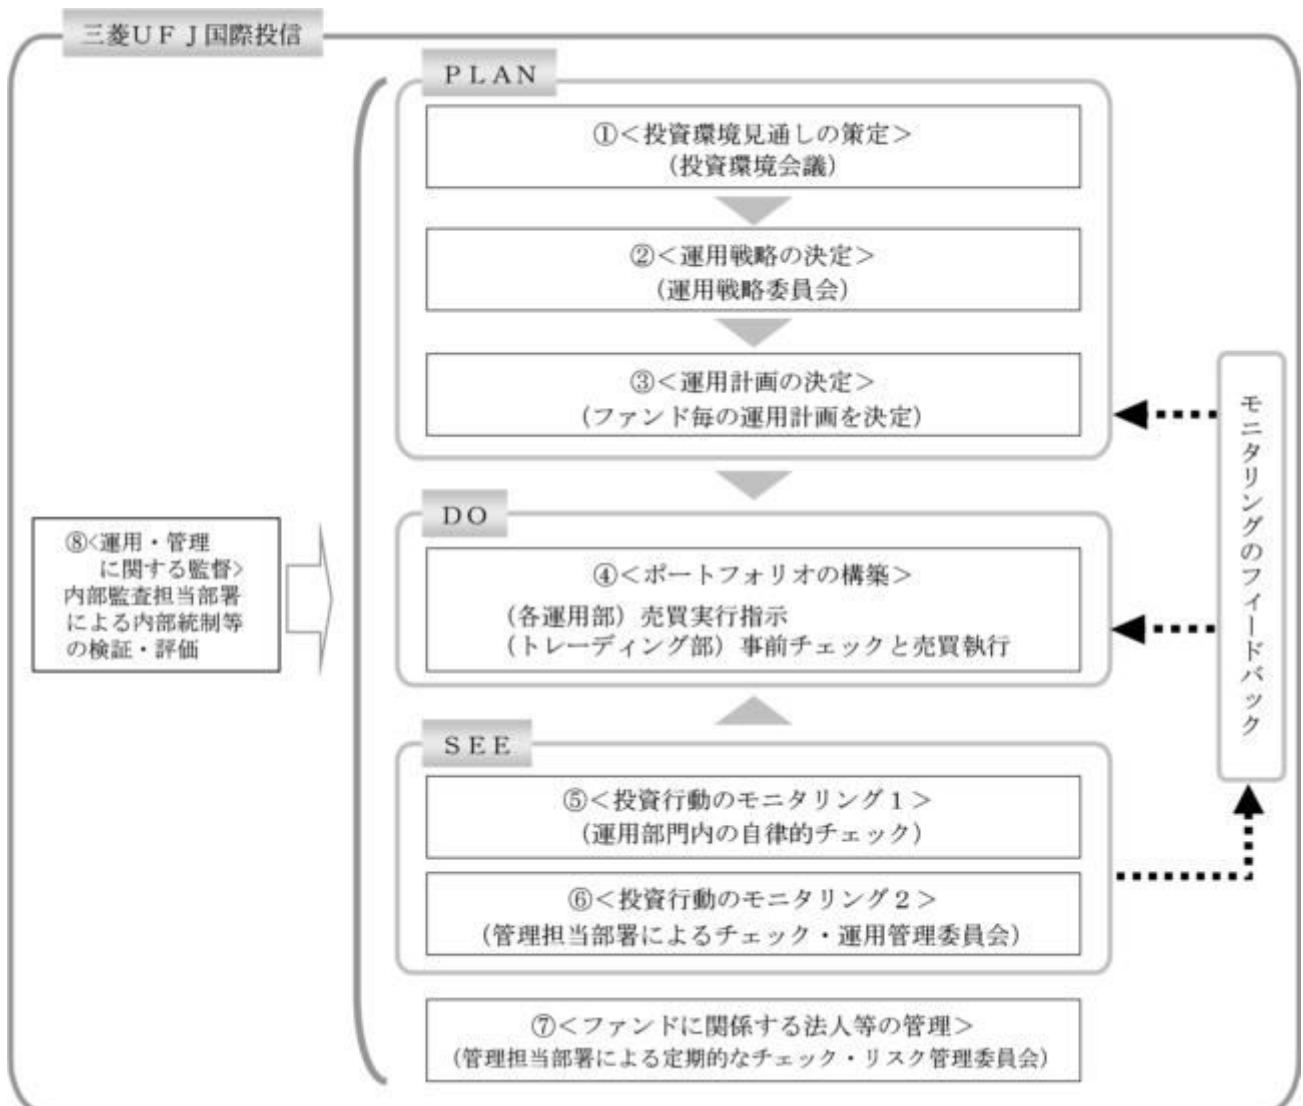 三菱ＵＦＪ国際投信
ＰＬＡＮ
①＜投資環境見通しの策定＞
（投資環境会議）
②＜運用戦略の決定＞
（運用戦略委員会）
③＜運用計画の決定＞
（ファンド毎の運用計画を決定）
ＤＯ
④＜ポートフォリオの構築＞
（各運用部）売買実行指示
（トレーディング部）事前チェックと売買執行
ＳＥＥ
⑤＜投資行動のモニタリング１＞
（運用部門内の自律的チェック）
⑥＜投資行動のモニタリング２＞
（管理担当部署によるチェック・運用管理委員会）
⑦＜ファンドに関係する法人等の管理＞
（管理担当部署による定期的なチェック・リスク管理委員会）
⑧<運用・管理
に関する監督>
内部監査担当部署
による内部統制等
の検証・評価
モニタリングのフィードバック